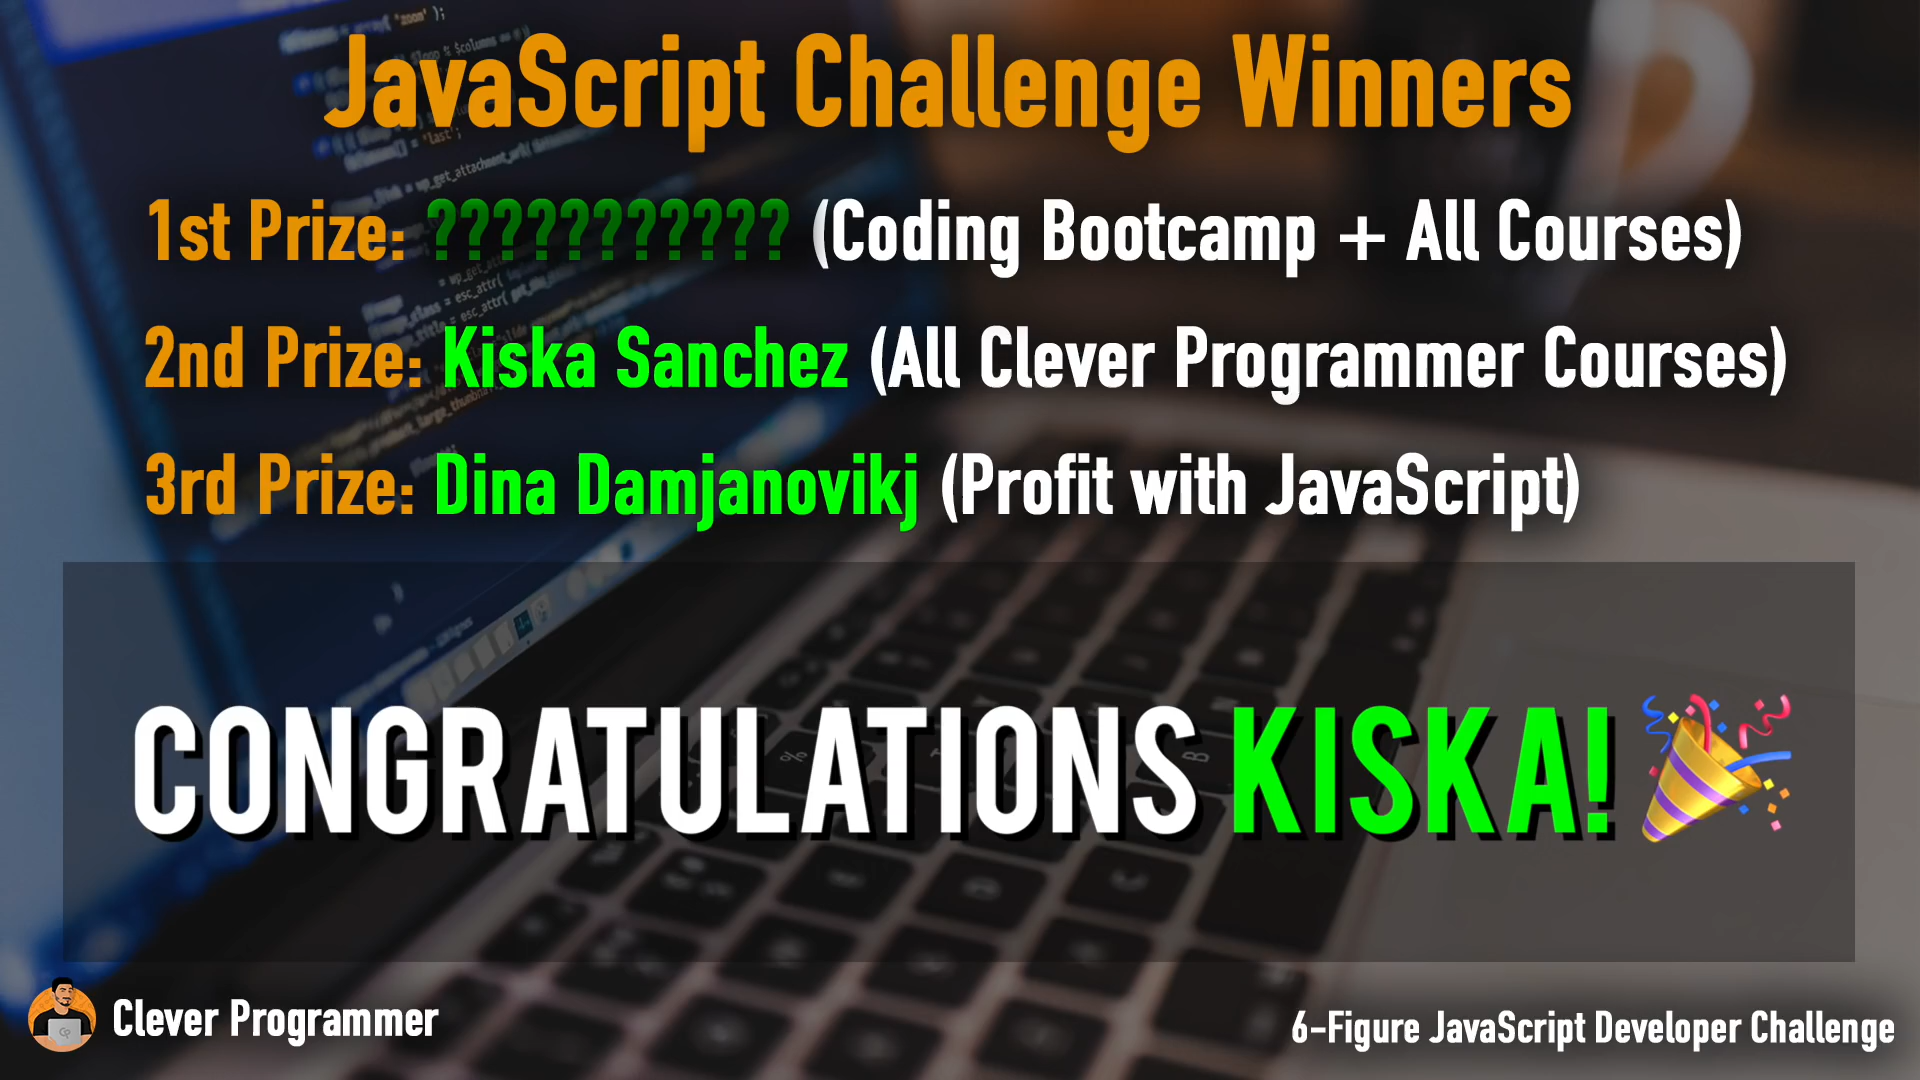 JavaScript Challenge Winners
1st Prize: ??????????? (Coding Bootcamp + All Courses)
2nd Prize: Kiska Sanchez (All Clever Programmer Courses)
3rd Prize: Dina Damjanovikj (Profit with JavaScript)
CONGRATULATIONS KISKA!
Clever Programmer
6-Figure JavaScript Developer Challenge